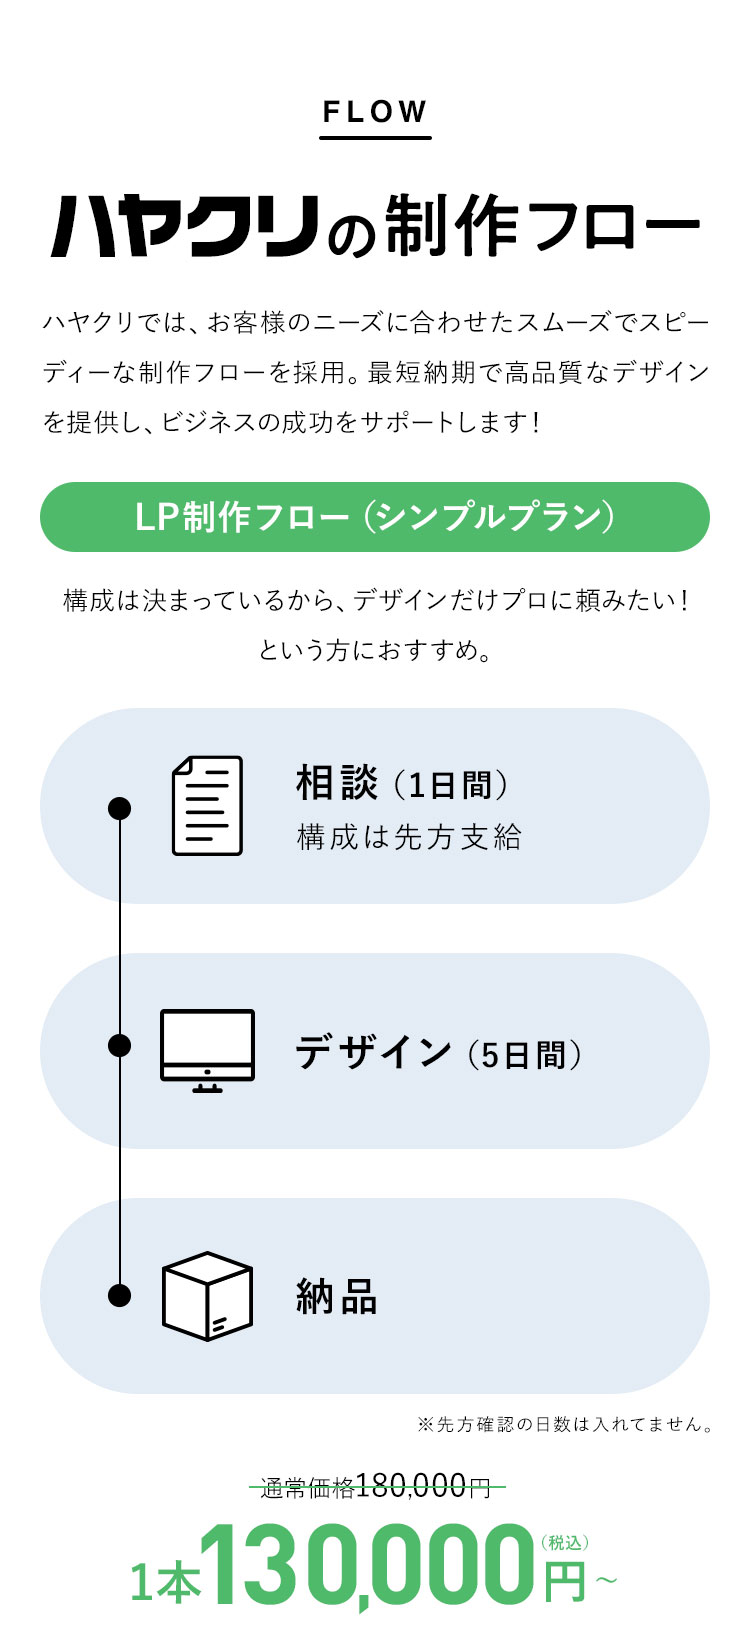 FLOW
ハヤクリの制作フロー
ハヤクリでは、お客様のニーズに合わせたスムーズでスピー
ディーな制作フローを採用。最短納期で高品質なデザイン
を提供し、ビジネスの成功をサポートします！
LP制作フロー（シンプルプラン）
構成は決まっているから、デザインだけプロに頼みたい！
という方におすすめ。
相談（1日間）
構成は先方支給
デザイン（5日間）
納品
※先方確認の日数は入れてません。
通常価格180,000円
1本130,000円（税込）～